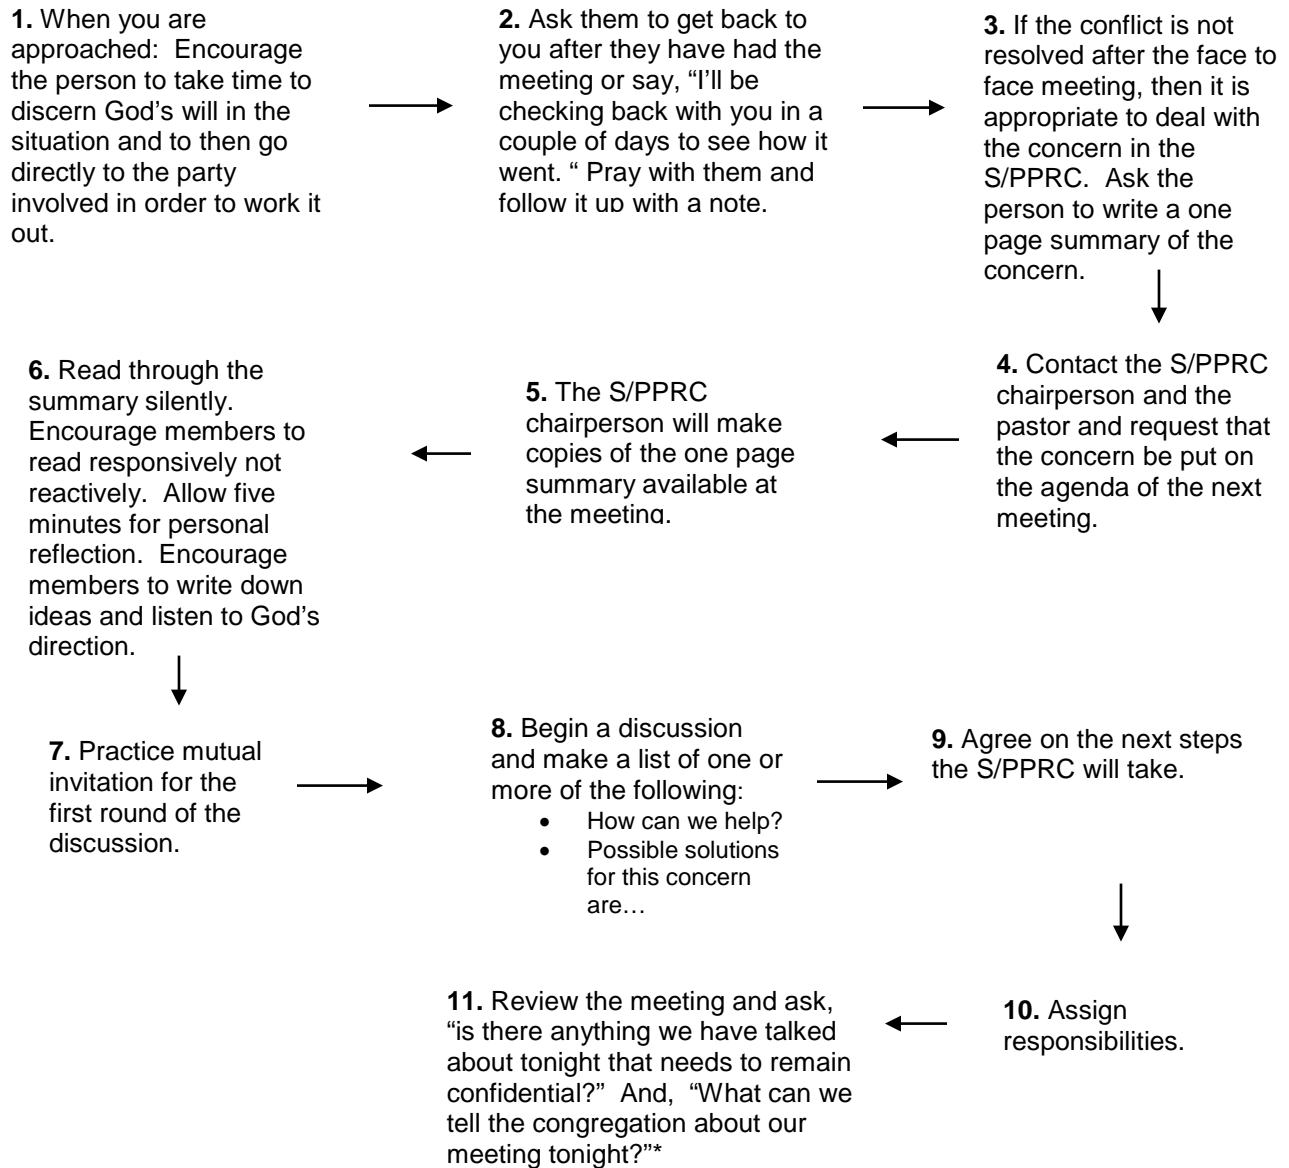 1. When you are
approached:  Encourage
the person to take time to
discern God’s will in the
situation and to then go
directly to the party
involved in order to work it
out.
2. Ask them to get back to
you after they have had the
meeting or say, “I’ll be
checking back with you in a
couple of days to see how it
went. “ Pray with them and
follow it up with a note.
3. If the conflict is not
resolved after the face to
face meeting, then it is
appropriate to deal with
the concern in the
S/PPRC.  Ask the
person to write a one
page summary of the
concern.
4. Contact the S/PPRC
chairperson and the
pastor and request that
the concern be put on
the agenda of the next
meeting.
5. The S/PPRC
chairperson will make
copies of the one page
summary available at
the meeting.
6. Read through the
summary silently.
Encourage members to
read responsively not
reactively.  Allow five
minutes for personal
reflection.  Encourage
members to write down
ideas and listen to God’s
direction.
7. Practice mutual
invitation for the
first round of the
discussion.
8. Begin a discussion
and make a list of one or
more of the following:
• How can we help?
• Possible solutions
for this concern
are…
9. Agree on the next steps
the S/PPRC will take.
10. Assign
responsibilities.
11. Review the meeting and ask,
“is there anything we have talked
about tonight that needs to remain
confidential?”  And,  “What can we
tell the congregation about our
meeting tonight?”*